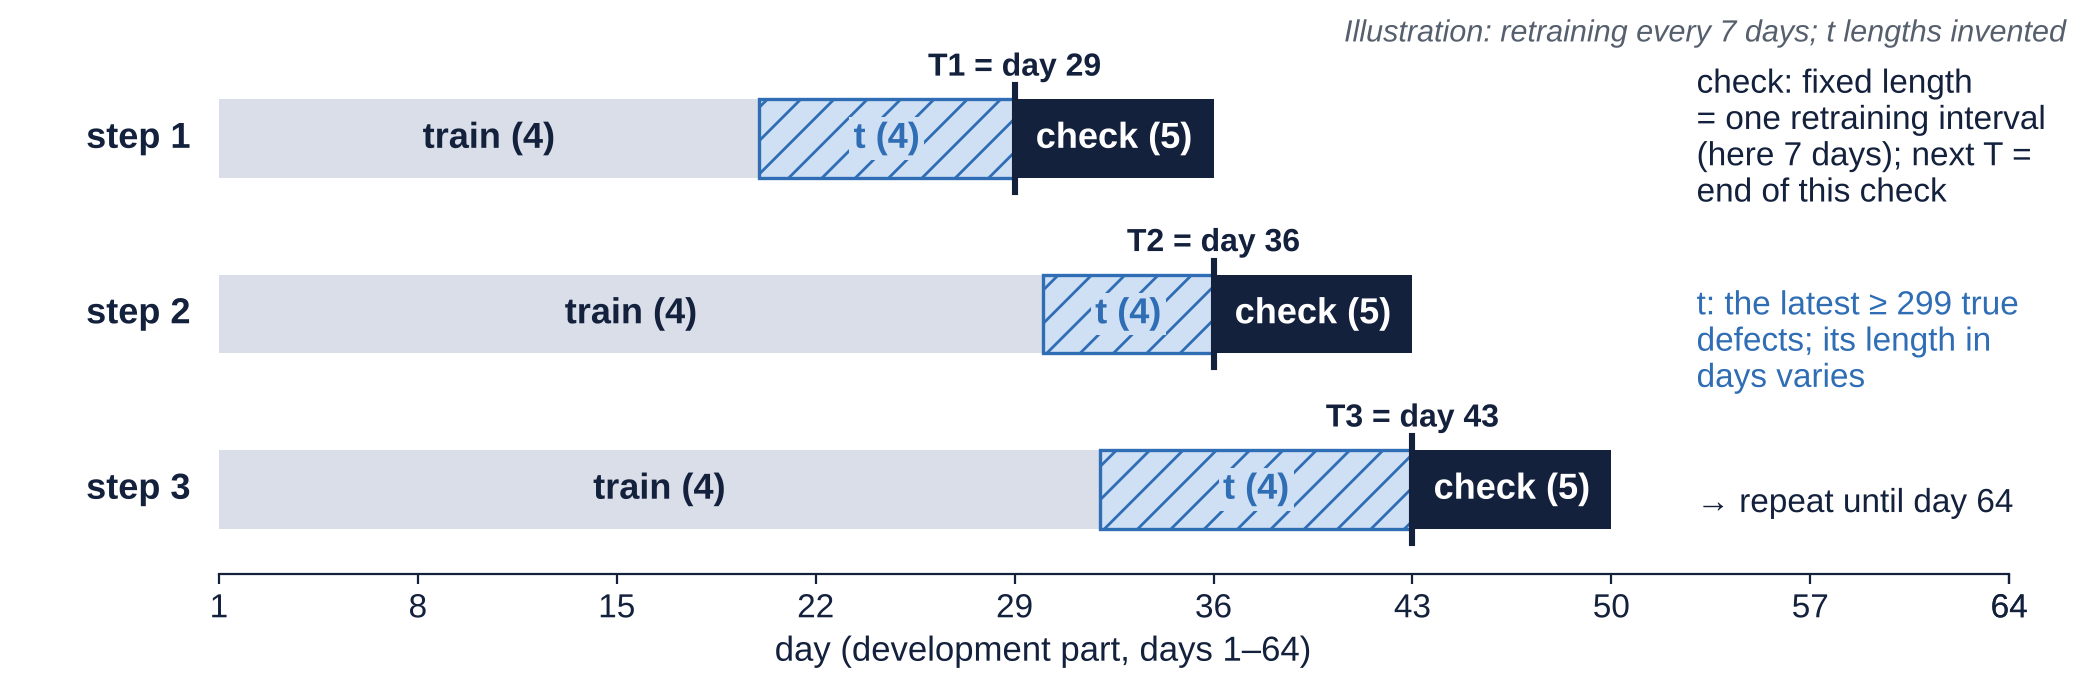 Illustration: retraining every 7 days; t lengths invented
T1 = day 29
step 1
train (4)
t (4)
check (5)
check: fixed length
= one retraining interval
(here 7 days); next T =
end of this check
T2 = day 36
step 2
train (4)
t (4)
check (5)
t: the latest ≥ 299 true
defects; its length in
days varies
T3 = day 43
step 3
train (4)
t (4)
check (5)
→ repeat until day 64
1 8 15 22 29 36 43 50 57 64
day (development part, days 1–64)